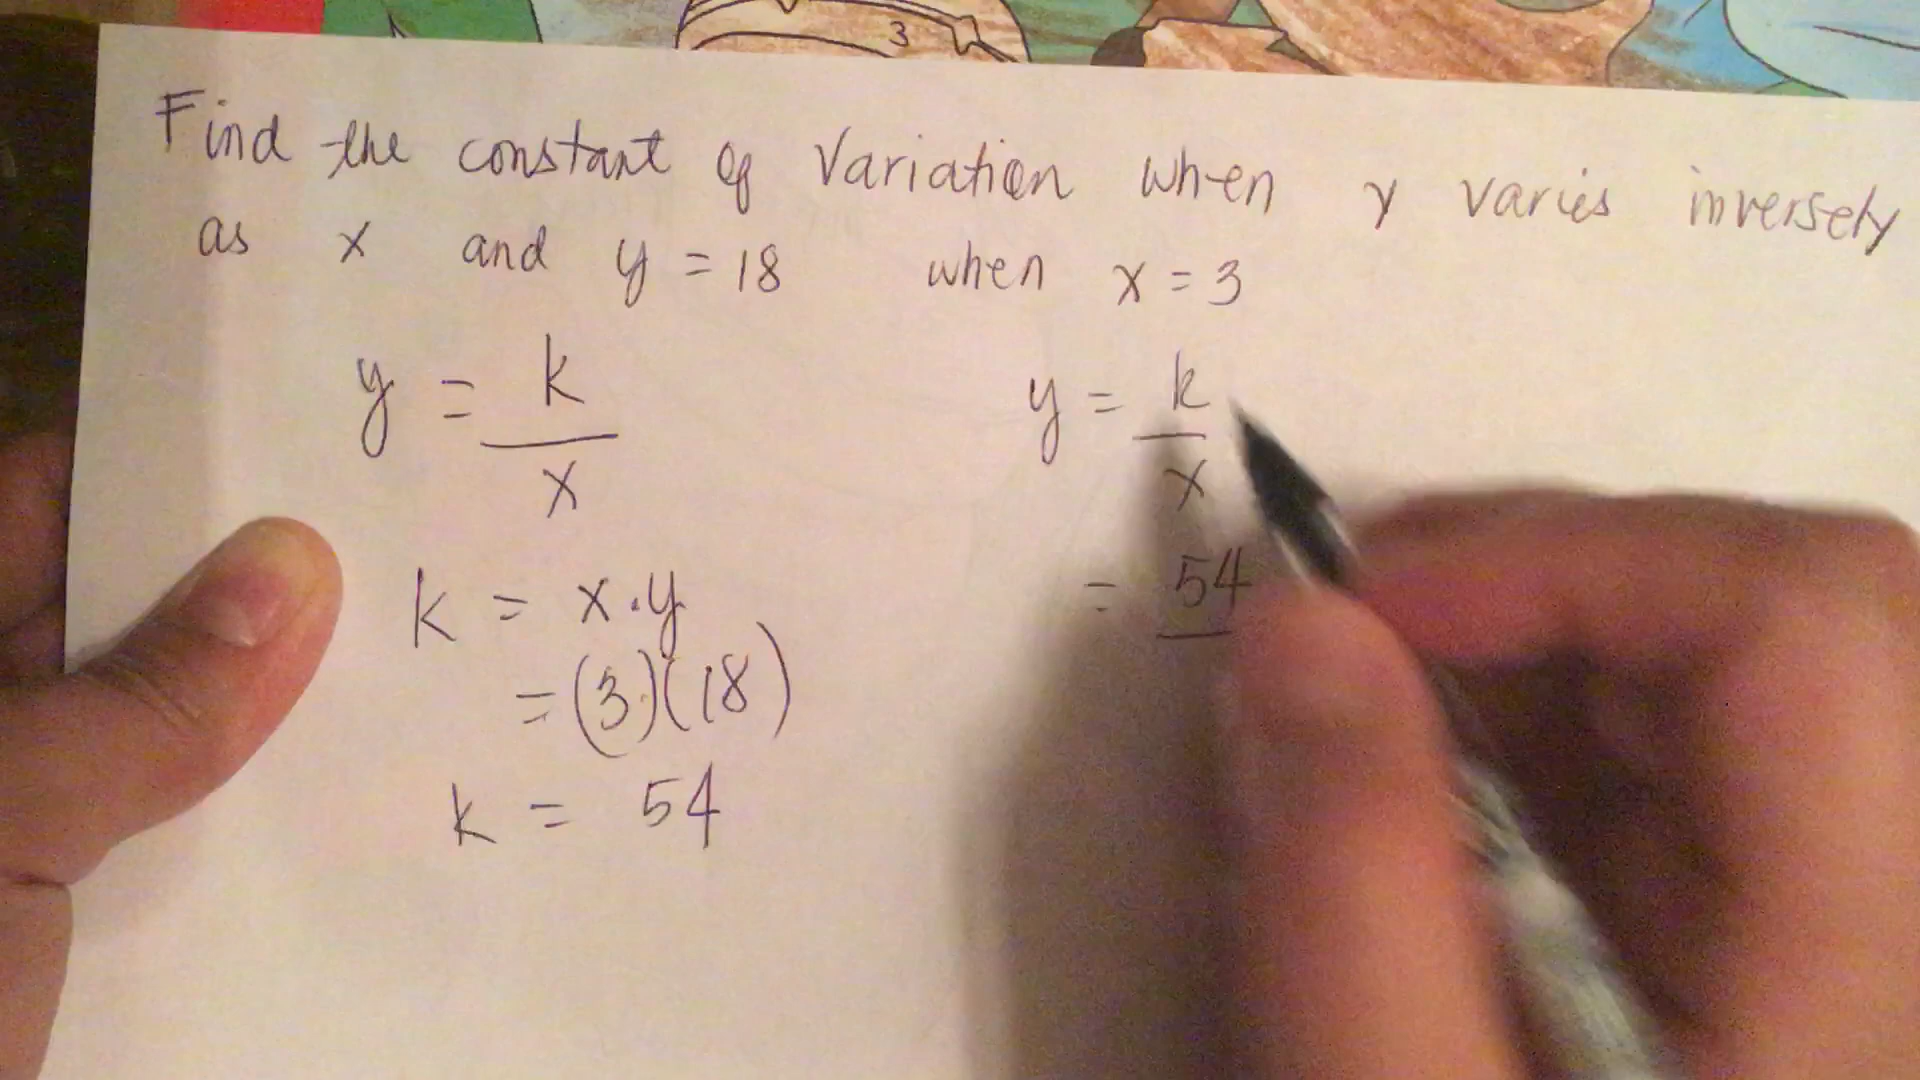 3
Find the constant of Variation when y varies inversely
as x and y = 18 when x = 3
y = k / x
k = x · y
= (3)(18)
k = 54
y = k / x
= 54